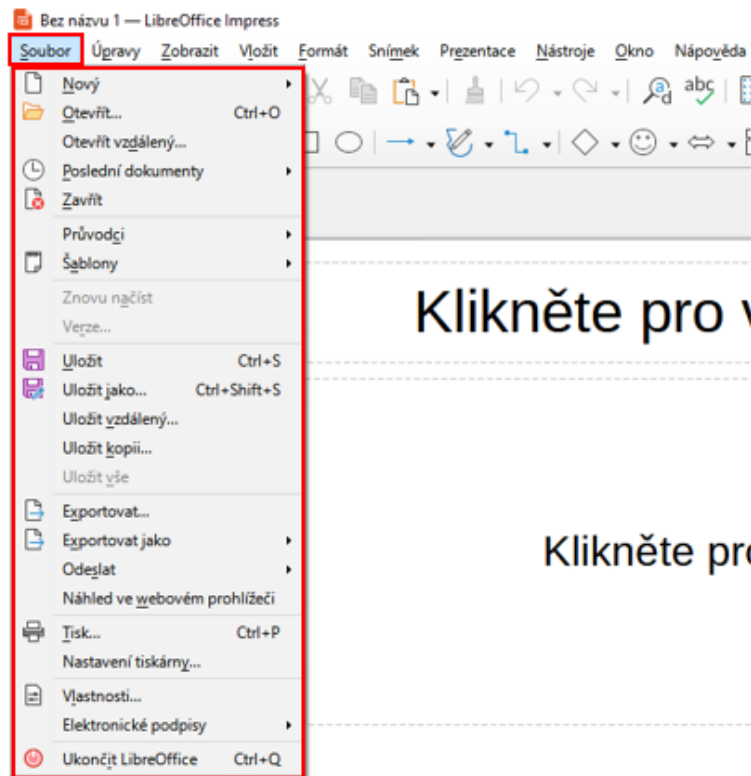 Bez názvu 1 — LibreOffice Impress
Soubor Úpravy Zobrazit Vložit Formát Snímek Prezentace Nástroje Okno Nápověda
Nový
Otevřít... Ctrl+O
Otevřít vzdálený...
Poslední dokumenty
Zavřít
Průvodci
Šablony
Znovu načíst
Verze...
Uložit Ctrl+S
Uložit jako... Ctrl+Shift+S
Uložit vzdálený...
Uložit kopii...
Uložit vše
Exportovat...
Exportovat jako
Odeslat
Náhled ve webovém prohlížeči
Tisk... Ctrl+P
Nastavení tiskárny...
Vlastnosti...
Elektronické podpisy
Ukončit LibreOffice Ctrl+Q
abc
Klikněte pro
Klikněte pro